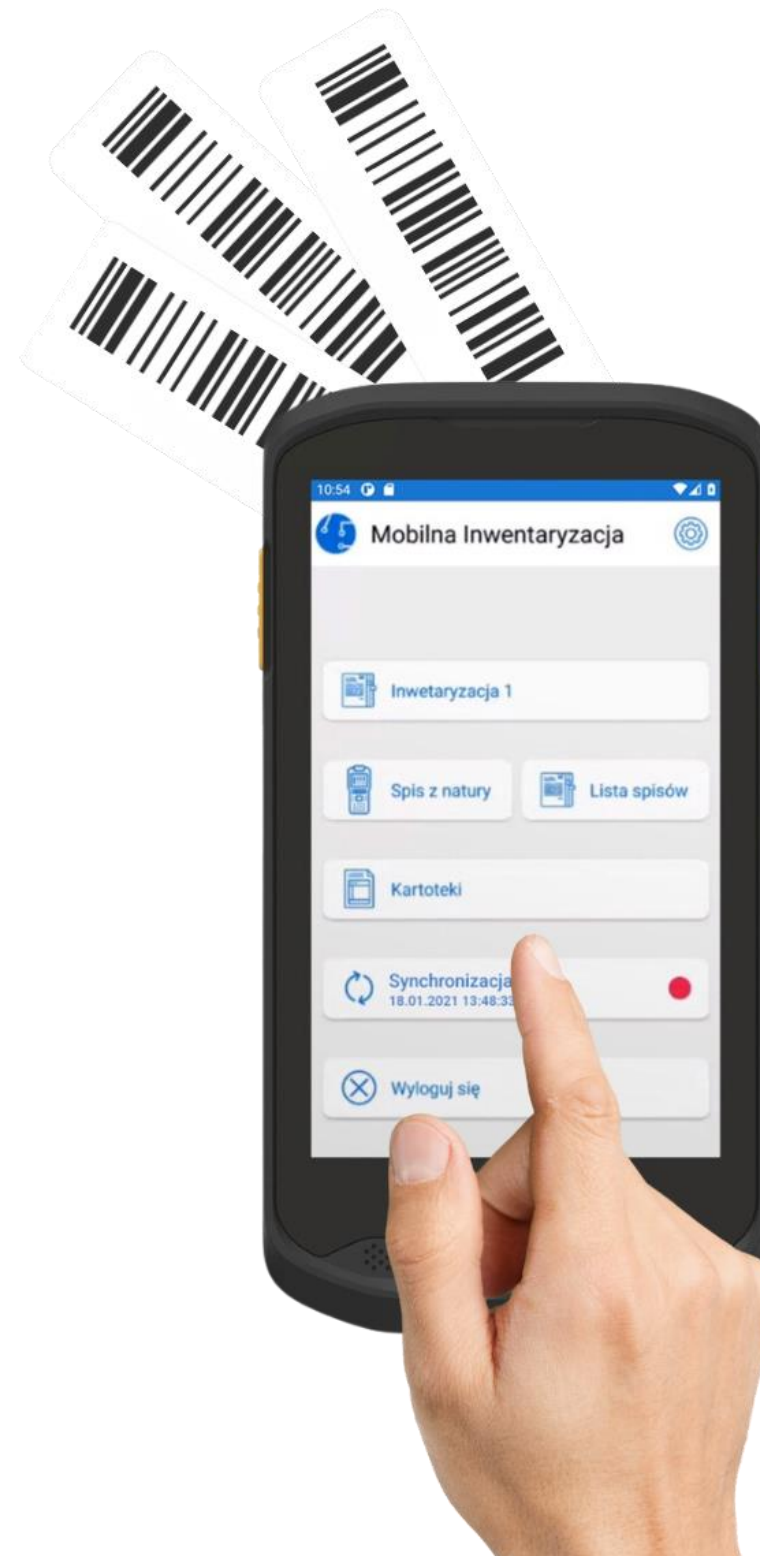 10:54
Mobilna Inwentaryzacja
Inwetaryzacja 1
Spis z natury
Lista spisów
Kartoteki
Synchronizacja
18.01.2021 13:48:33
Wyloguj się